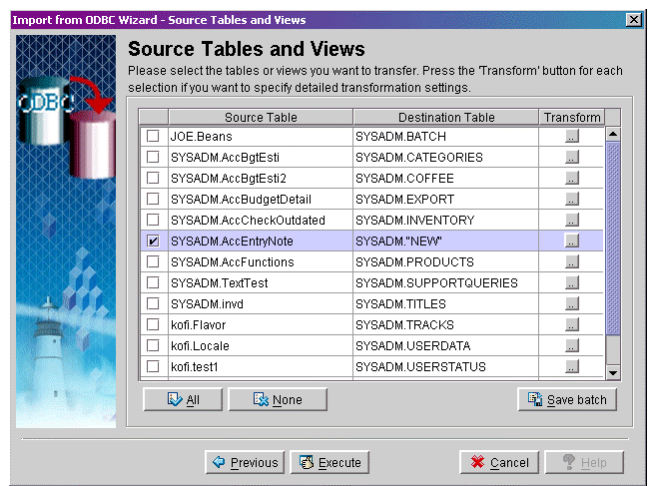 Import from ODBC Wizard - Source Tables and Views
Source Tables and Views
Please select the tables or views you want to transfer. Press the 'Transform' button for each
selection if you want to specify detailed transformation settings.
ODBC
Source Table Destination Table Transform
JOE.Beans SYSADM.BATCH ...
SYSADM.AccBgtEsti SYSADM.CATEGORIES ...
SYSADM.AccBgtEsti2 SYSADM.COFFEE ...
SYSADM.AccBudgetDetail SYSADM.EXPORT ...
SYSADM.AccCheckOutdated SYSADM.INVENTORY ...
SYSADM.AccEntryNote SYSADM."NEW" ...
SYSADM.AccFunctions SYSADM.PRODUCTS ...
SYSADM.TextTest SYSADM.SUPPORTQUERIES ...
SYSADM.invd SYSADM.TITLES ...
kofi.Flavor SYSADM.TRACKS ...
kofi.Locale SYSADM.USERDATA ...
kofi.test1 SYSADM.USERSTATUS ...
All None Save batch
Previous Execute Cancel Help